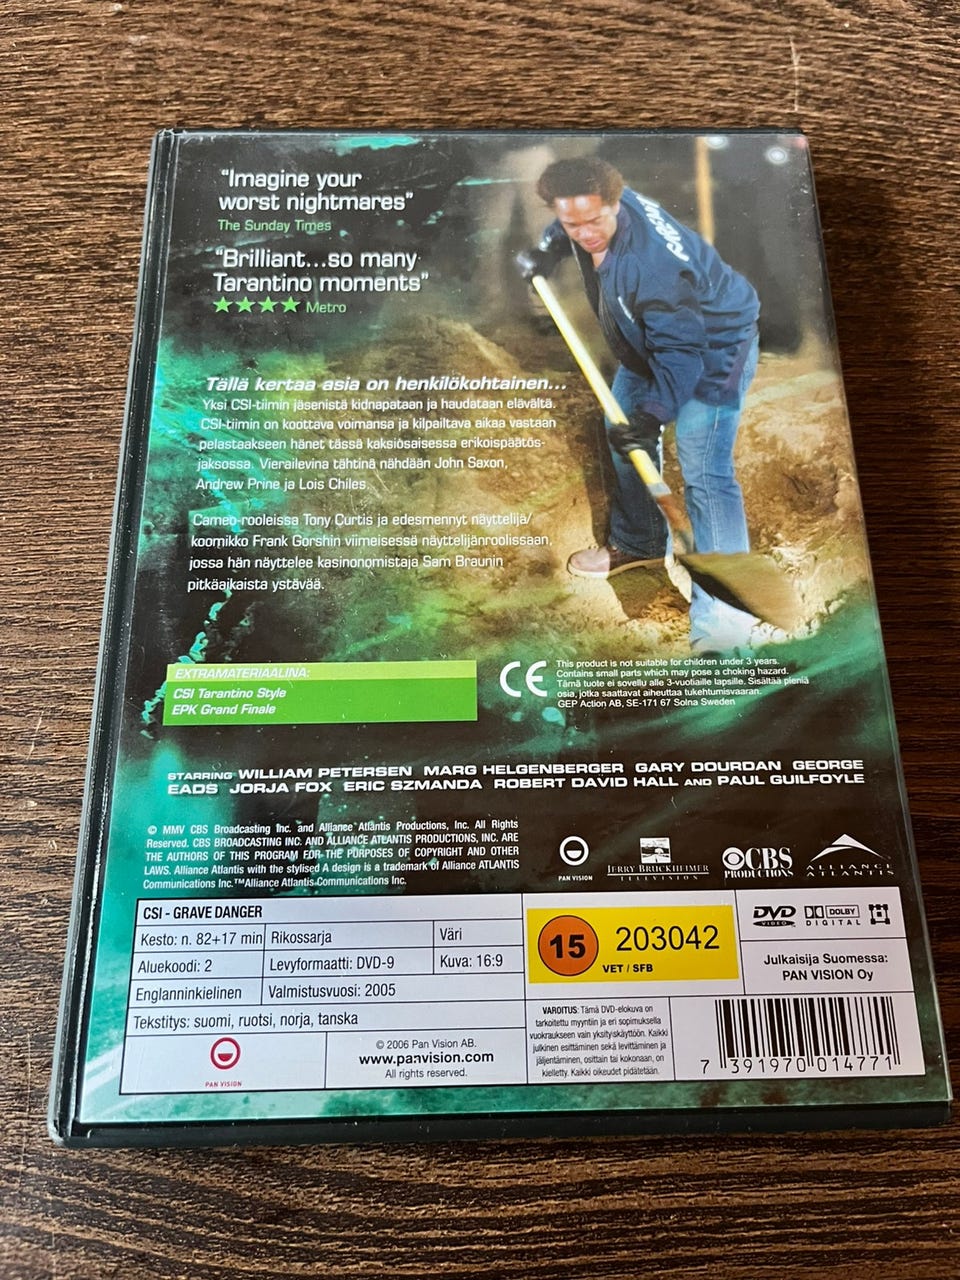 "Imagine your
worst nightmares"
The Sunday Times
"Brilliant...so many
Tarantino moments"
Metro
FORENSI
Tällä kertaa asia on henkilökohtainen...
Yksi CSI-tiimin jäsenistä kidnapataan ja haudataan elävältä.
CSI-tiimin on koottava voimansa ja kilpailtava aikaa vastaan
pelastaakseen hänet tässä kaksiosaisessa erikoispäätös-
jaksossa. Vierailevina tähtinä nähdään John Saxon,
Andrew Prine ja Lois Chiles.
Cameo-rooleissa Tony Curtis ja edesmennyt näyttelijä/
koomikko Frank Gorshin viimeisessä näyttelijänroolissaan,
jossa hän näyttelee kasinonomistaja Sam Braunin
pitkäaikaista ystävää.
EXTRAMATERIAALINA:
CSI Tarantino Style
EPK Grand Finale
CE
This product is not suitable for children under 3 years.
Contains small parts which may pose a choking hazard.
Tämä tuote ei sovellu alle 3-vuotiaille lapsille. Sisältää pieniä
osia, jotka saattavat aiheuttaa tukehtumisvaaran.
GEP Action AB, SE-171 67 Solna Sweden
STARRING WILLIAM PETERSEN MARG HELGENBERGER GARY DOURDAN GEORGE
EADS JORJA FOX ERIC SZMANDA ROBERT DAVID HALL AND PAUL GUILFOYLE
© MMV CBS Broadcasting Inc. and Alliance Atlantis Productions, Inc. All Rights
Reserved. CBS BROADCASTING INC. AND ALLIANCE ATLANTIS PRODUCTIONS, INC. ARE
THE AUTHORS OF THIS PROGRAM FOR THE PURPOSES OF COPYRIGHT AND OTHER
LAWS. Alliance Atlantis with the stylised A design is a trademark of Alliance ATLANTIS
Communications Inc.™Alliance Atlantis Communications Inc.
PAN VISION
JERRY BRUCKHEIMER
TELEVISION
CBS
PRODUCTIONS
ALLIANCE
ATLANTIS
CSI - GRAVE DANGER
Kesto: n. 82+17 min
Rikossarja
Väri
Aluekoodi: 2
Levyformaatti: DVD-9
Kuva: 16:9
Englanninkielinen
Valmistusvuosi: 2005
Tekstitys: suomi, ruotsi, norja, tanska
PAN VISION
© 2006 Pan Vision AB.
www.panvision.com
All rights reserved.
15
203042
VET / SFB
DVD
VIDEO
DOLBY
DIGITAL
Julkaisija Suomessa:
PAN VISION Oy
VAROITUS: Tämä DVD-elokuva on
tarkoitettu myyntiin ja eri sopimuksella
vuokraukseen vain yksityiskäyttöön. Kaikki
julkinen esittäminen sekä levittäminen ja
jäljentäminen, osittain tai kokonaan, on
kielletty. Kaikki oikeudet pidätetään.
7 391970 014771